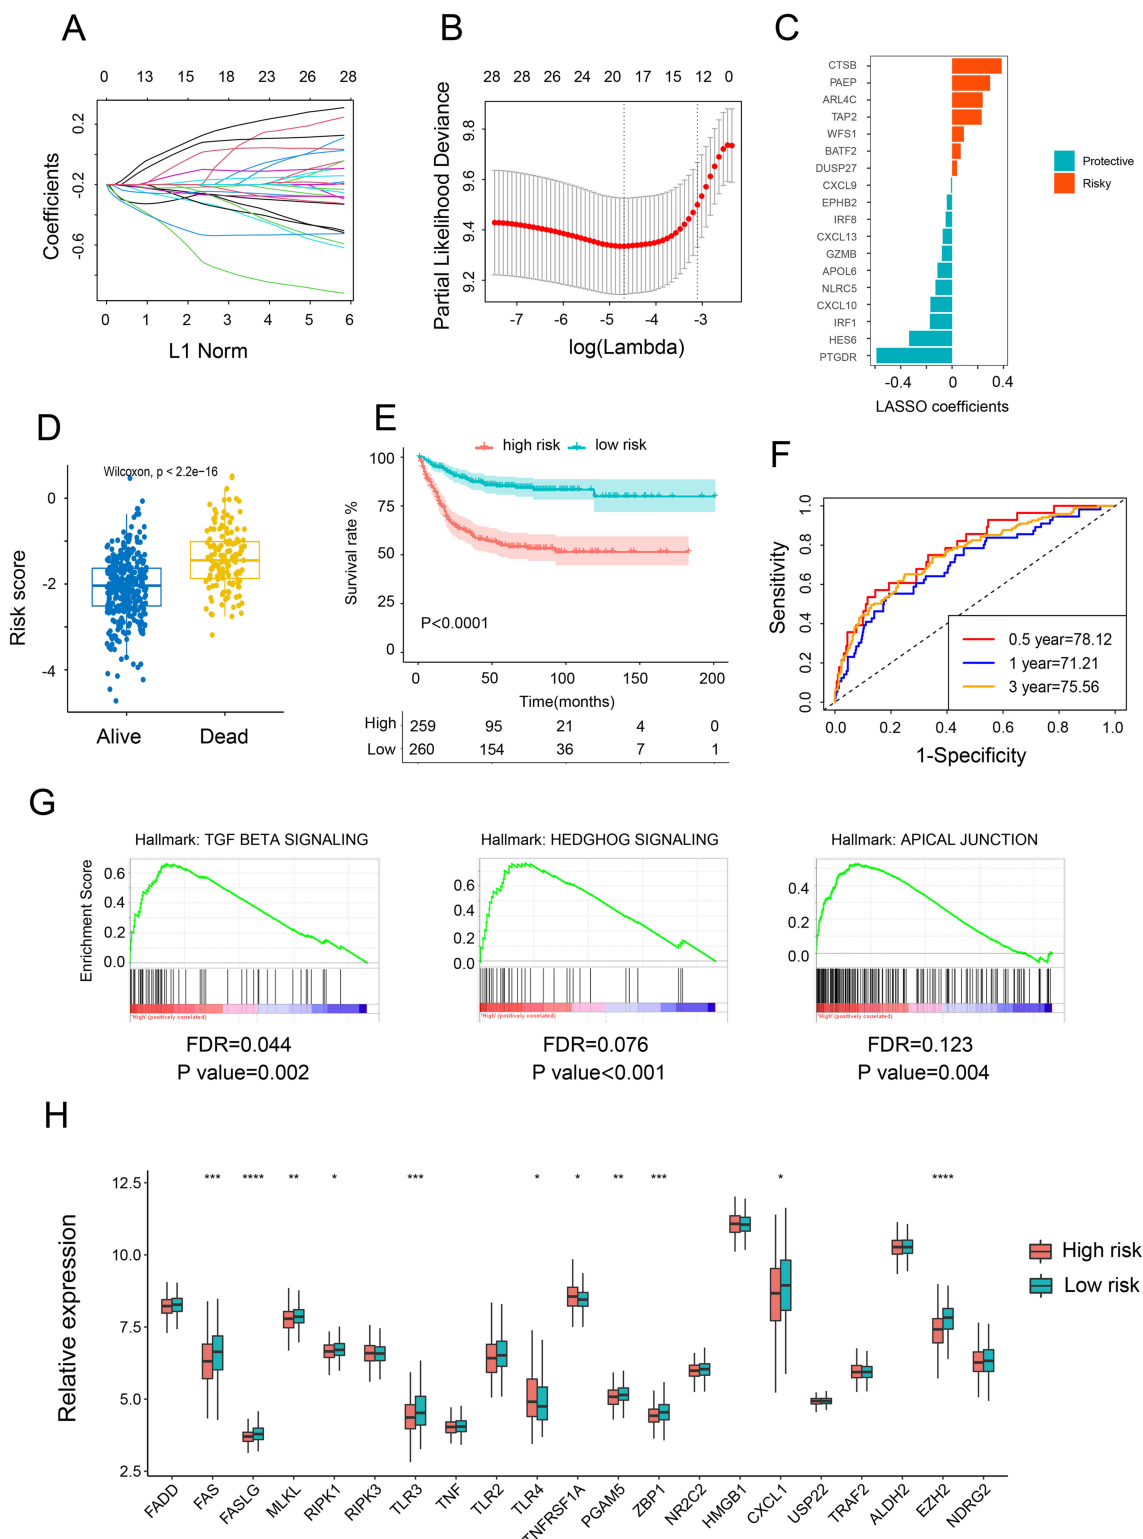 A
0 13 15 18 23 26 28
Coefficients
0.2
-0.2
-0.6
0 1 2 3 4 5 6
L1 Norm
B
28 28 26 24 20 17 15 12 0
Partial Likelihood Deviance
9.8
9.6
9.4
9.2
-7 -6 -5 -4 -3
log(Lambda)
C
CTSB
PAEP
ARL4C
TAP2
WFS1
BATF2
DUSP27
CXCL9
EPHB2
IRF8
CXCL13
GZMB
APOL6
NLRC5
CXCL10
IRF1
HES6
PTGDR
-0.4 0 0.4
LASSO coefficients
Protective
Risky
D
Wilcoxon, p < 2.2e−16
Risk score
0
-2
-4
Alive Dead
E
high risk low risk
Survival rate %
100
75
50
25
0
P<0.0001
0 50 100 150 200
Time(months)
High 259 95 21 4 0
Low 260 154 36 7 1
F
Sensitivity
1.0
0.8
0.6
0.4
0.2
0.0
0.5 year=78.12
1 year=71.21
3 year=75.56
0.0 0.2 0.4 0.6 0.8 1.0
1-Specificity
G
Hallmark: TGF BETA SIGNALING
Enrichment Score
0.6
0.4
0.2
0.0
'High' (positively correlated)
FDR=0.044
P value=0.002
Hallmark: HEDGHOG SIGNALING
0.6
0.4
0.2
0.0
'High' (positively correlated)
FDR=0.076
P value<0.001
Hallmark: APICAL JUNCTION
0.4
0.2
0.0
'High' (positively correlated)
FDR=0.123
P value=0.004
H
Relative expression
12.5
10.0
7.5
5.0
2.5
*** **** ** * *** * * ** *** * ****
FADD FAS FASLG MLKL RIPK1 RIPK3 TLR3 TNF TLR2 TLR4 TNFRSF1A PGAM5 ZBP1 NR2C2 HMGB1 CXCL1 USP22 TRAF2 ALDH2 EZH2 NDRG2
High risk
Low risk